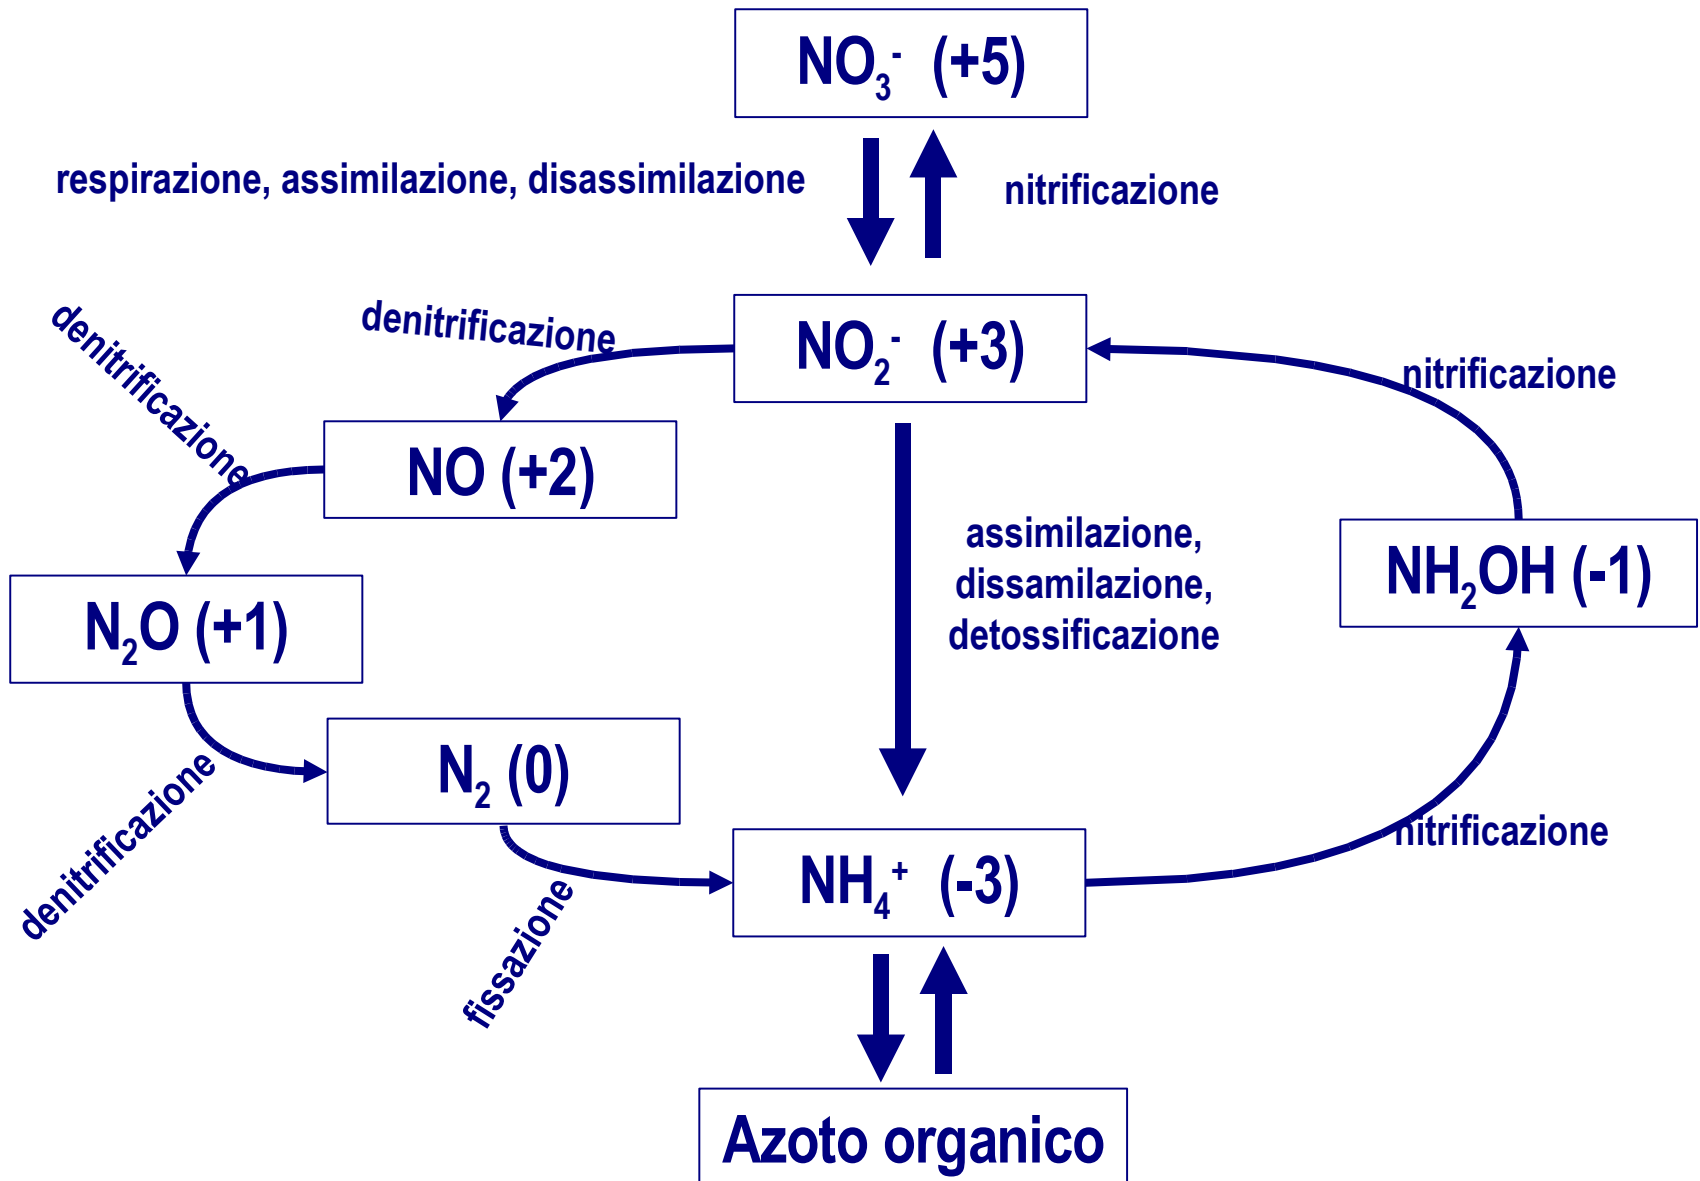 NO₃⁻ (+5)
respirazione, assimilazione, disassimilazione
nitrificazione
denitrificazione
denitrificazione
NO₂⁻ (+3)
nitrificazione
NO (+2)
assimilazione,
dissamilazione,
detossificazione
NH₂OH (-1)
N₂O (+1)
N₂ (0)
denitrificazione
fissazione
NH₄⁺ (-3)
nitrificazione
Azoto organico